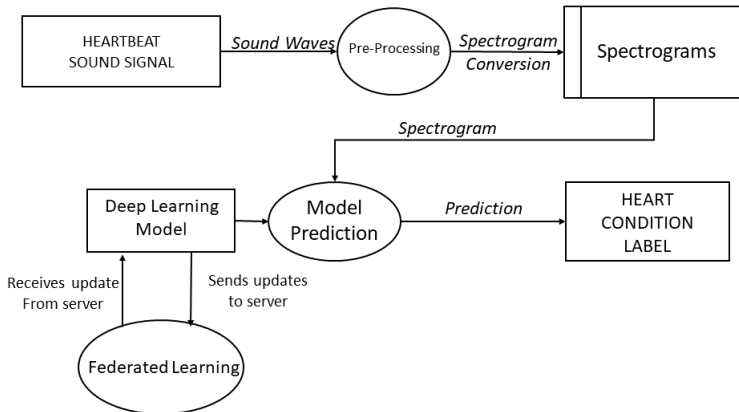 HEARTBEAT
SOUND SIGNAL
Sound Waves
Pre-Processing
Spectrogram
Conversion
Spectrograms
Spectrogram
Deep Learning
Model
Model
Prediction
Prediction
HEART
CONDITION
LABEL
Receives update
From server
Sends updates
to server
Federated Learning